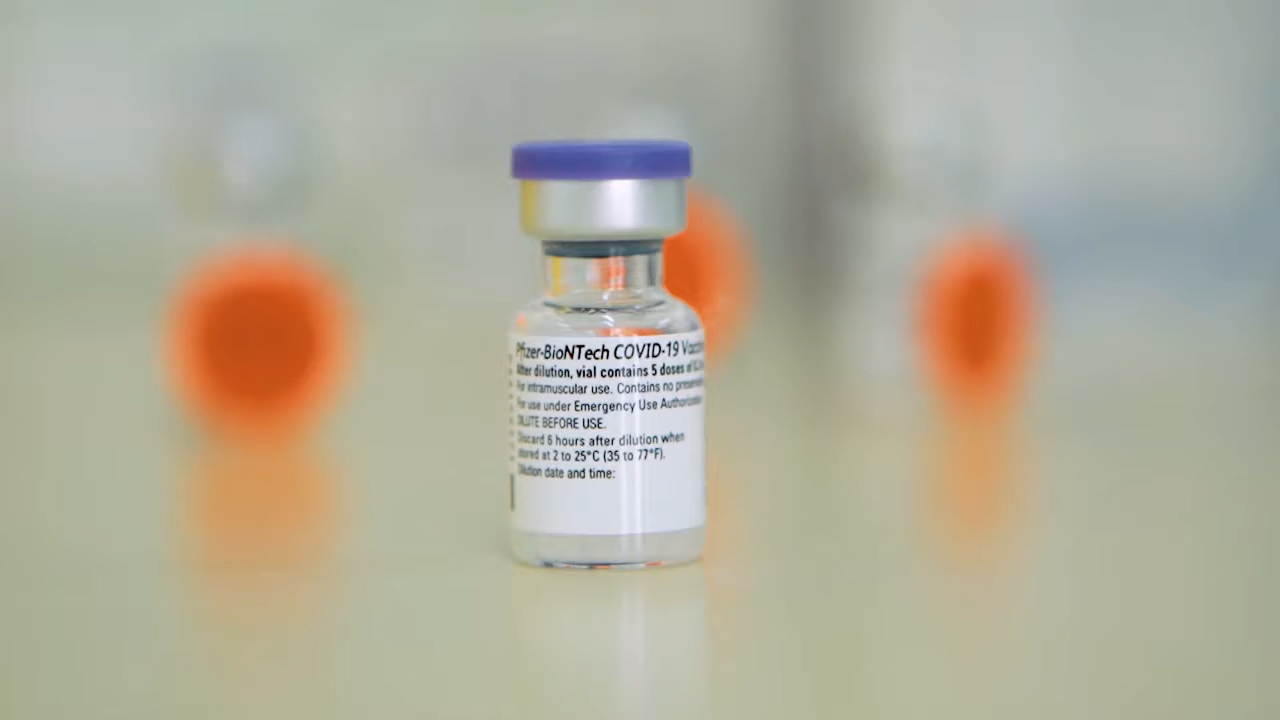 Pfizer-BioNTech COVID-19
After dilution, vial contains 5 doses of
For intramuscular use. Contains no
For use under Emergency Use
DILUTE BEFORE USE.
Discard 6 hours after dilution when
stored at 2 to 25°C (35 to 77°F).
Dilution date and time: